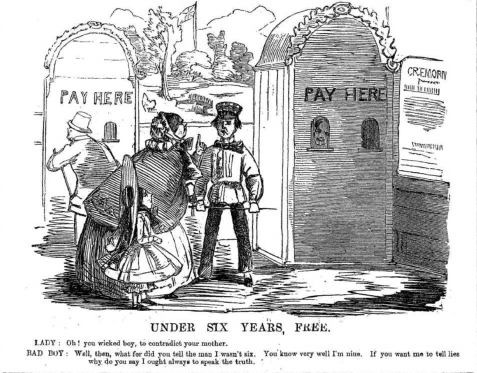 PAY HERE
PAY HERE
CREMORN
UNDER SIX YEARS, FREE.
LADY: Oh! you wicked boy, to contradict your mother.
BAD BOY: Well, then, what for did you tell the man I wasn't six. You know very well I'm nine. If you want me to tell lies
why do you say I ought always to speak the truth.